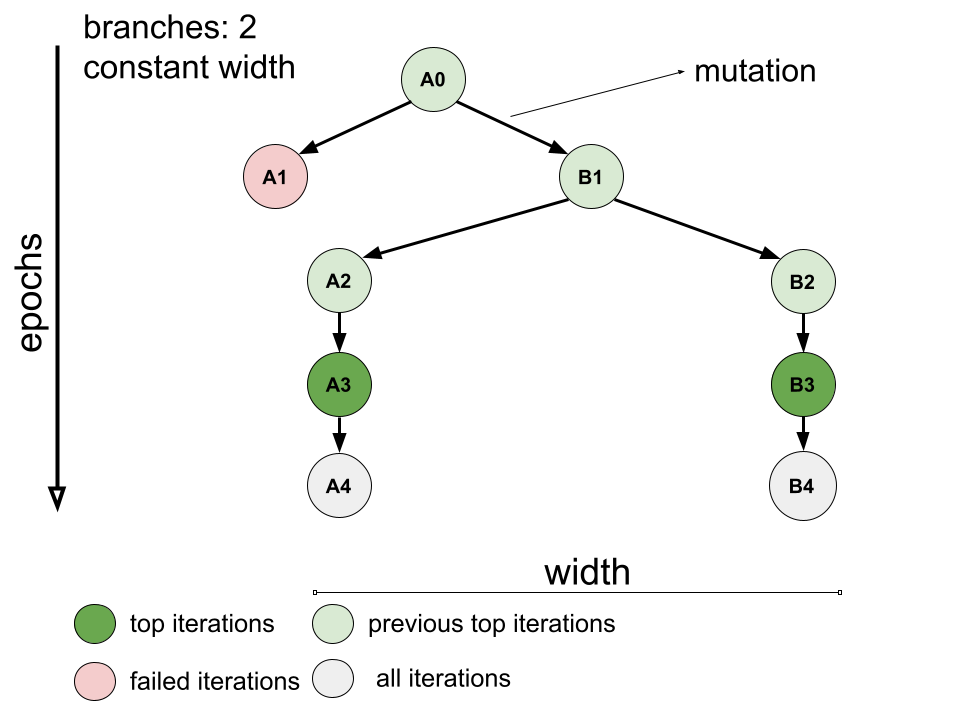 branches: 2
constant width
A0
mutation
A1
B1
epochs
A2
B2
A3
B3
A4
B4
width
top iterations
previous top iterations
failed iterations
all iterations